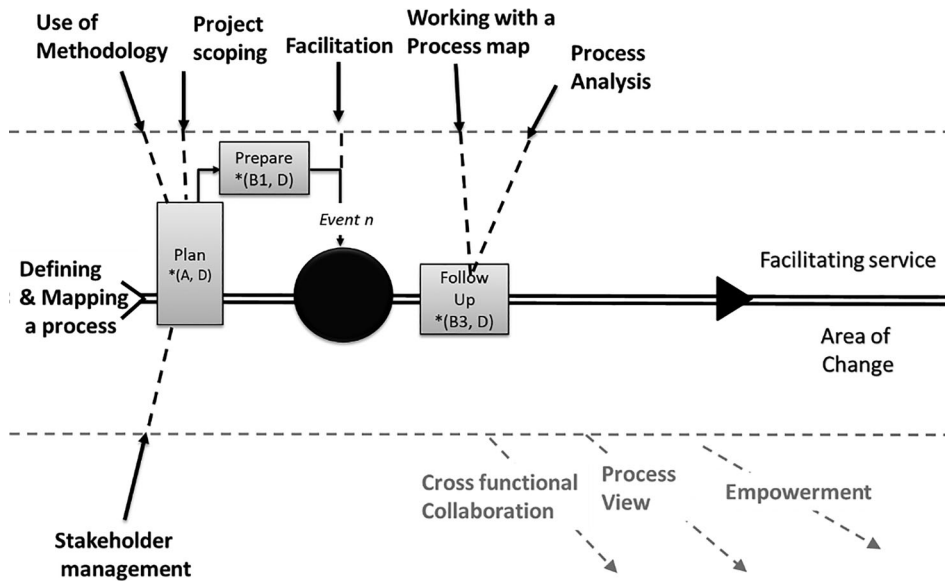 Use of
Methodology
Project
scoping
Facilitation
Working with a
Process map
Process
Analysis
Prepare
*(B1, D)
Event n
Plan
*(A, D)
Defining
& Mapping
a process
Follow
Up
*(B3, D)
Facilitating service
Area of
Change
Cross functional
Collaboration
Process
View
Empowerment
Stakeholder
management